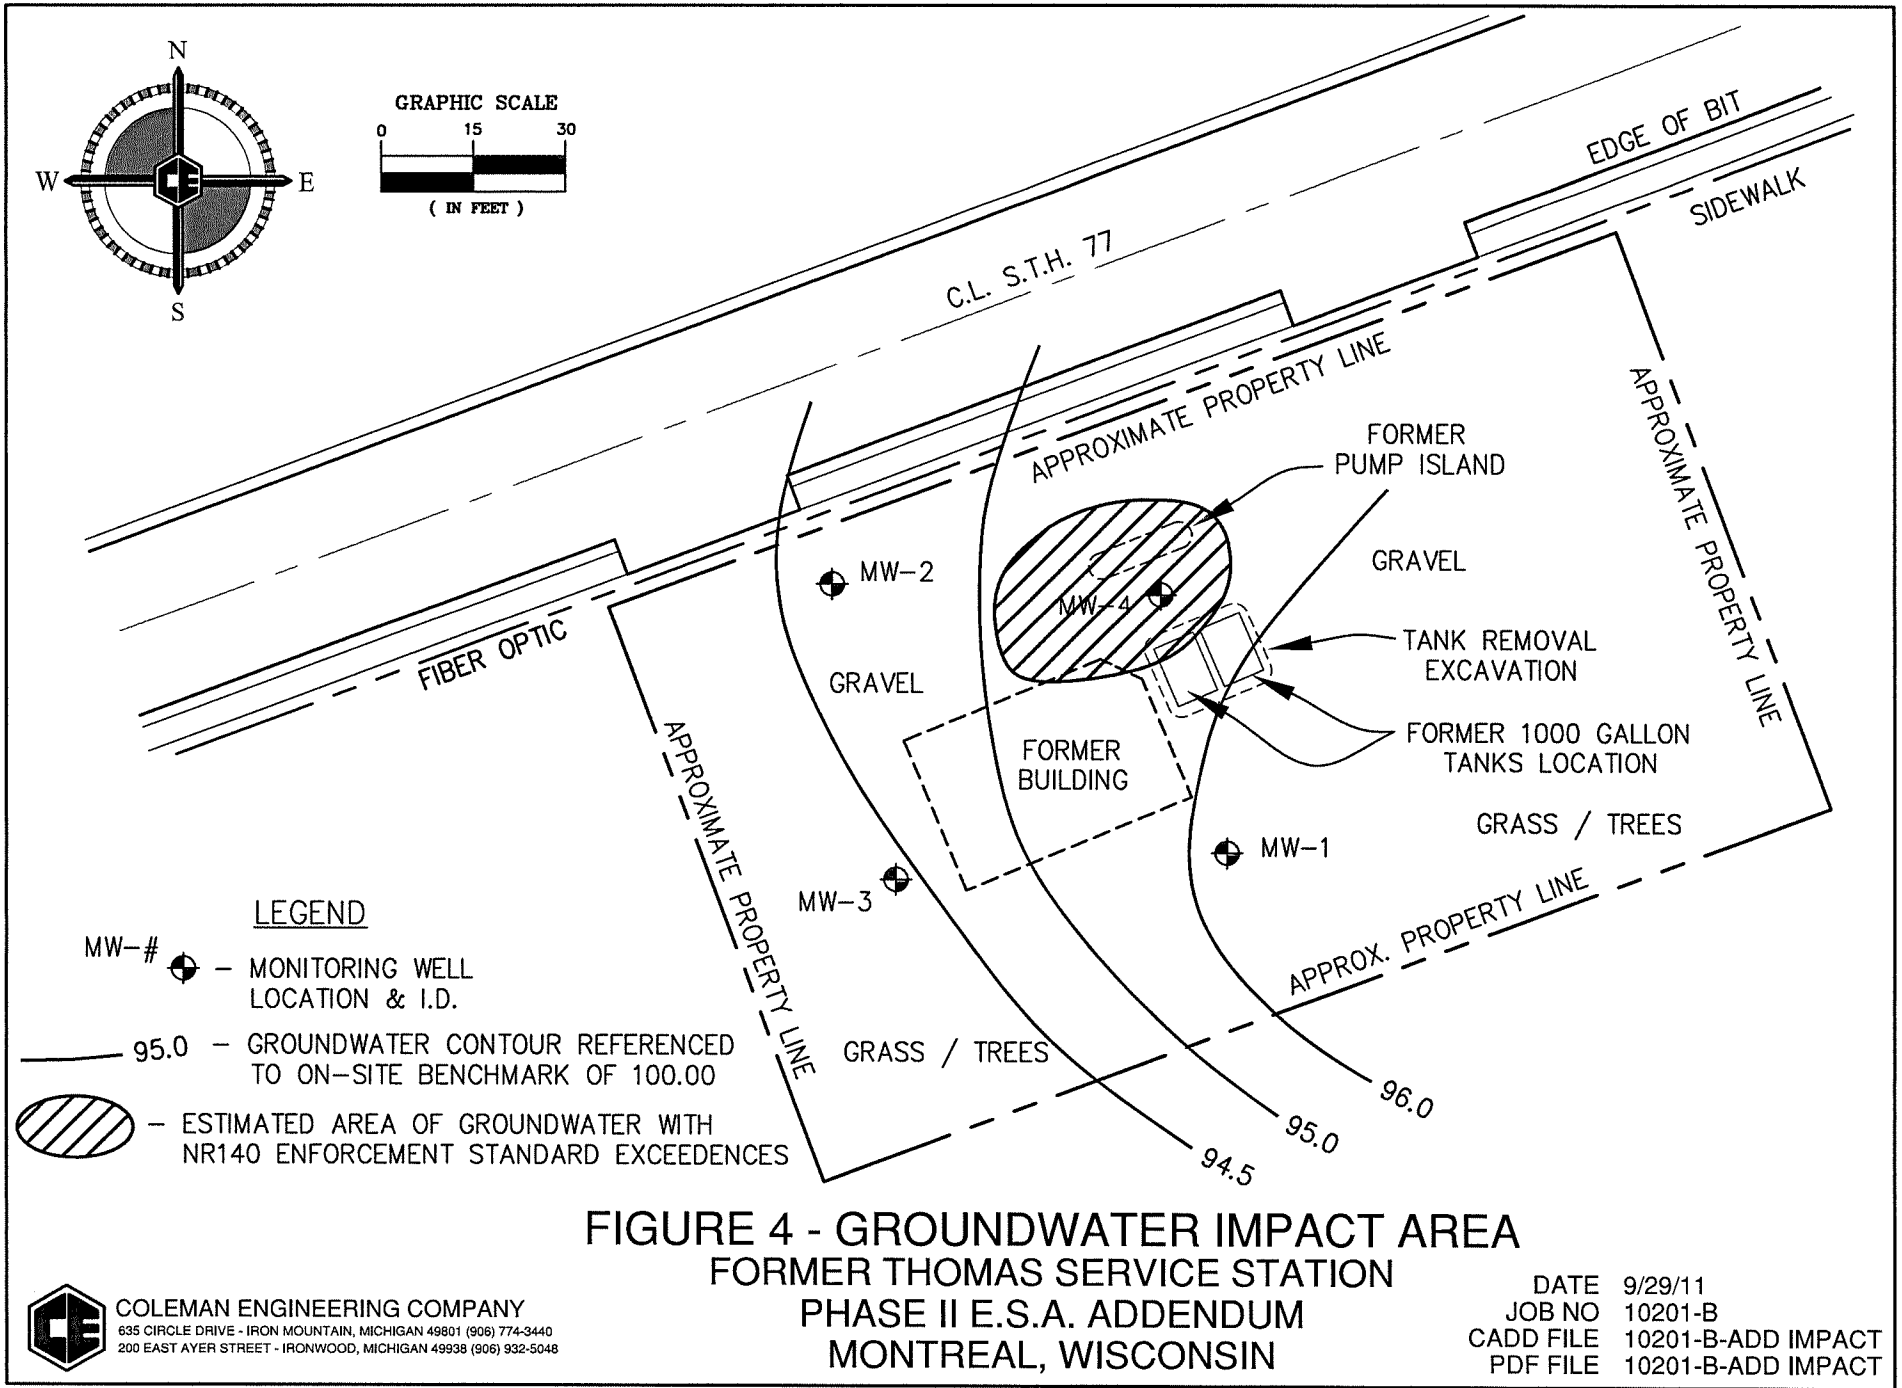 N
W
E
S
GRAPHIC SCALE
0 15 30
( IN FEET )
EDGE OF BIT
SIDEWALK
C.L. S.T.H. 77
APPROXIMATE PROPERTY LINE
APPROXIMATE PROPERTY LINE
FORMER
PUMP ISLAND
GRAVEL
MW-2
MW-4
FIBER OPTIC
GRAVEL
TANK REMOVAL
EXCAVATION
FORMER 1000 GALLON
TANKS LOCATION
FORMER
BUILDING
APPROXIMATE PROPERTY LINE
GRASS / TREES
MW-1
MW-3
APPROX. PROPERTY LINE
GRASS / TREES
96.0
95.0
94.5
LEGEND
MW-# - MONITORING WELL
LOCATION & I.D.
95.0 - GROUNDWATER CONTOUR REFERENCED
TO ON-SITE BENCHMARK OF 100.00
- ESTIMATED AREA OF GROUNDWATER WITH
NR140 ENFORCEMENT STANDARD EXCEEDENCES
FIGURE 4 - GROUNDWATER IMPACT AREA
FORMER THOMAS SERVICE STATION
PHASE II E.S.A. ADDENDUM
MONTREAL, WISCONSIN
CE
COLEMAN ENGINEERING COMPANY
635 CIRCLE DRIVE - IRON MOUNTAIN, MICHIGAN 49801 (906) 774-3440
200 EAST AYER STREET - IRONWOOD, MICHIGAN 49938 (906) 932-5048
DATE 9/29/11
JOB NO 10201-B
CADD FILE 10201-B-ADD IMPACT
PDF FILE 10201-B-ADD IMPACT